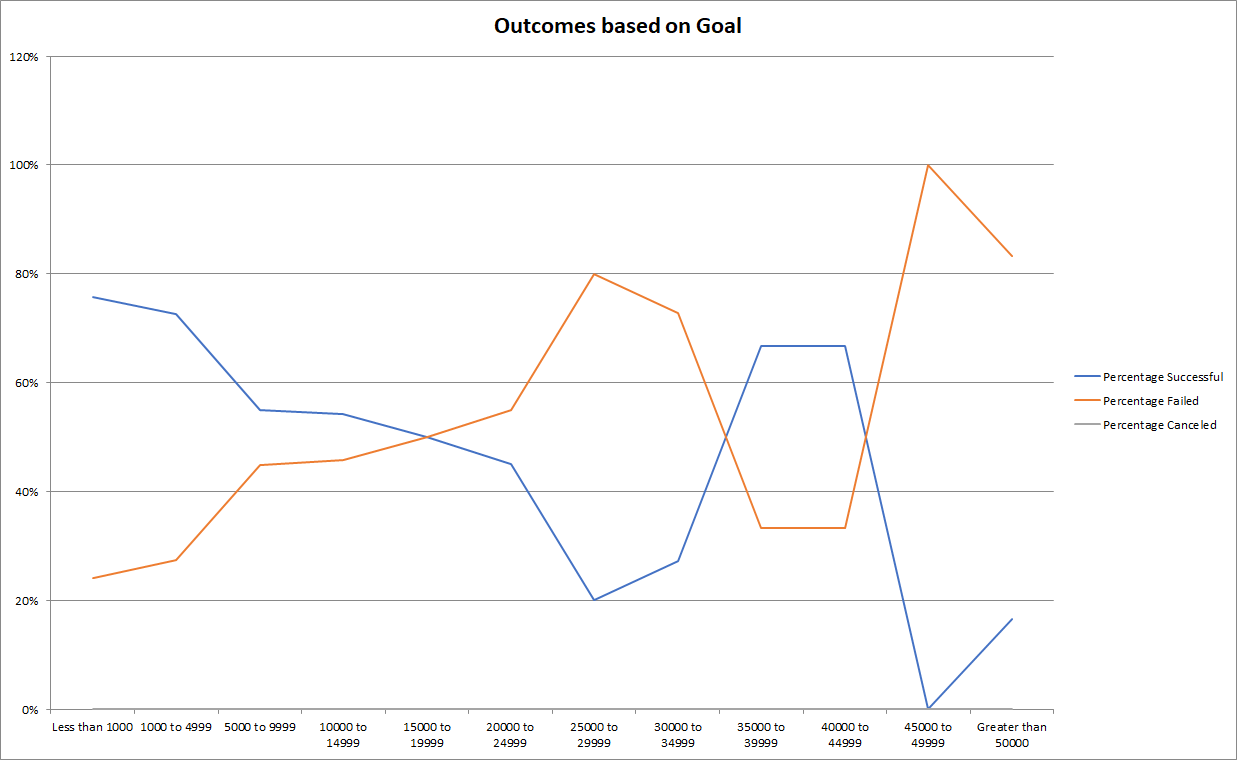 Outcomes based on Goal
120%
100%
80%
60%
40%
20%
0%
Less than 1000
1000 to 4999
5000 to 9999
10000 to
14999
15000 to
19999
20000 to
24999
25000 to
29999
30000 to
34999
35000 to
39999
40000 to
44999
45000 to
49999
Greater than
50000
Percentage Successful
Percentage Failed
Percentage Canceled